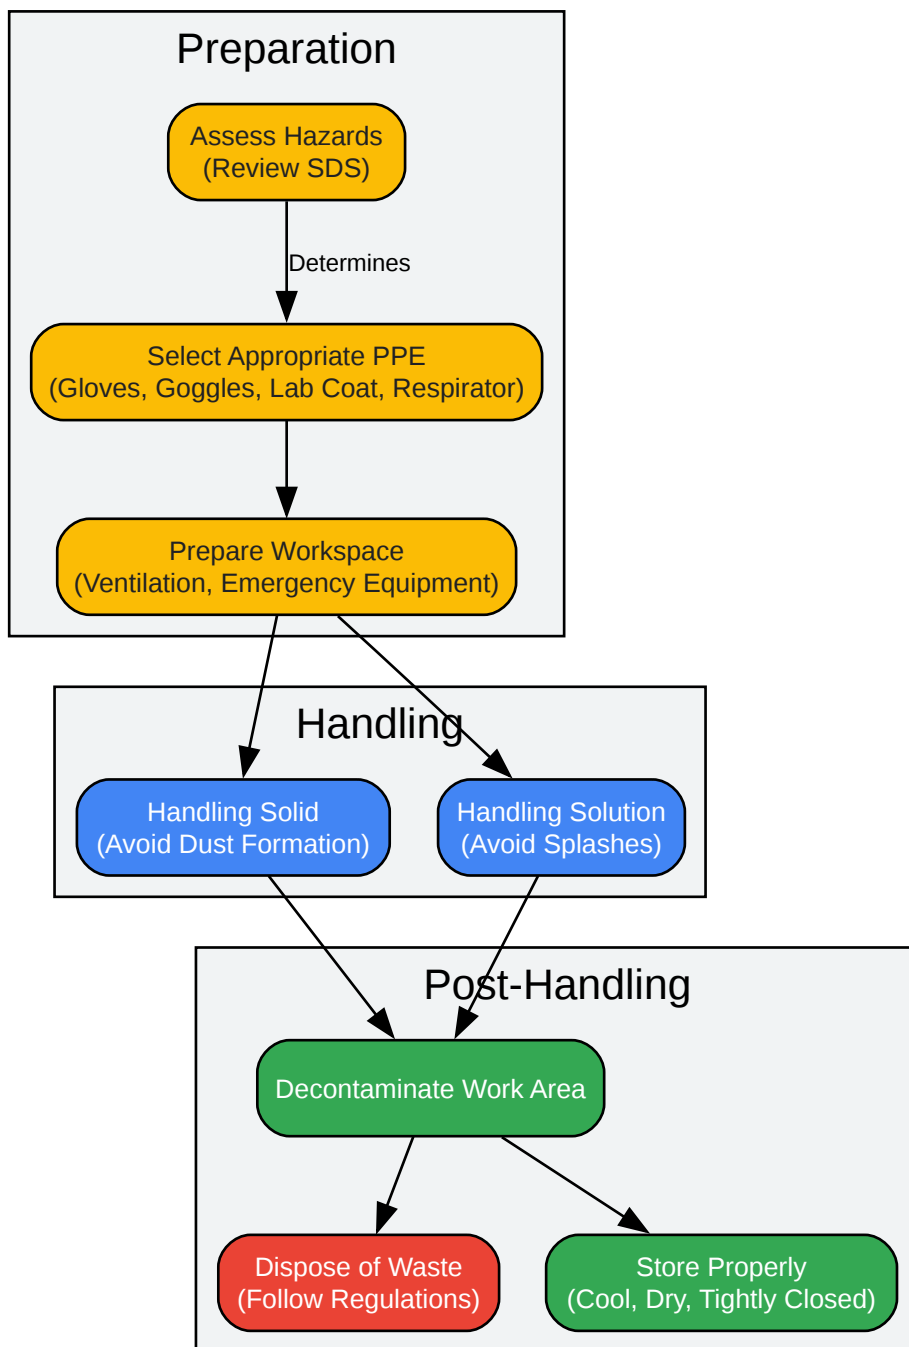 Preparation
Assess Hazards
(Review SDS)
Determines
Select Appropriate PPE
(Gloves, Goggles, Lab Coat, Respirator)
Prepare Workspace
(Ventilation, Emergency Equipment)
Handling
Handling Solid
(Avoid Dust Formation)
Handling Solution
(Avoid Splashes)
Post-Handling
Decontaminate Work Area
Dispose of Waste
(Follow Regulations)
Store Properly
(Cool, Dry, Tightly Closed)